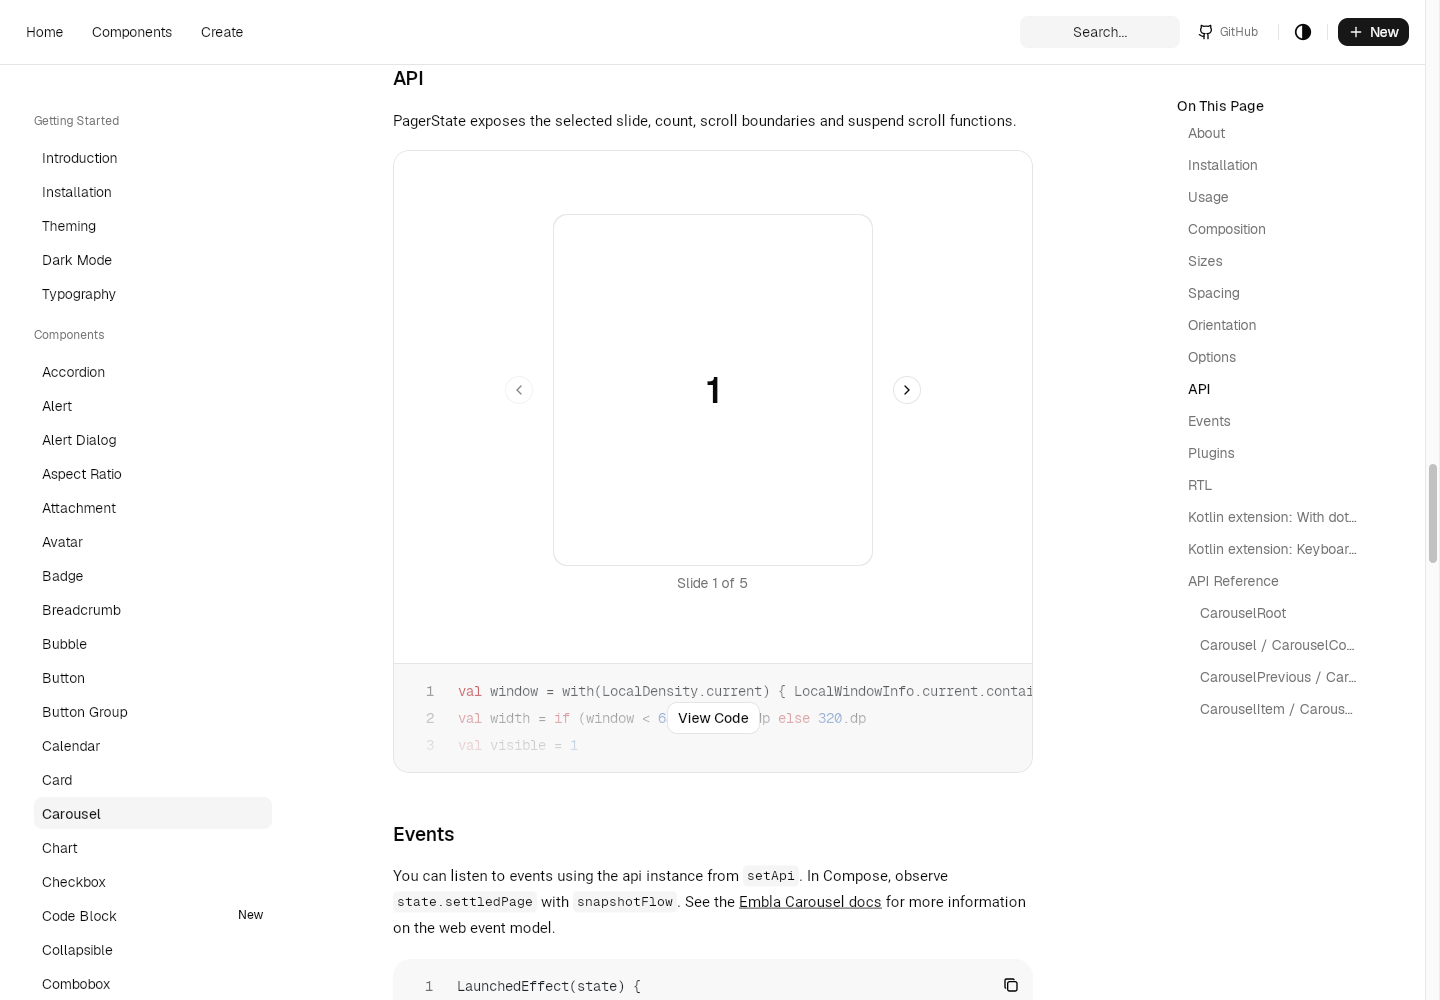 Home
Components
Create
Search...
GitHub
New
Getting Started
Introduction
Installation
Theming
Dark Mode
Typography
Components
Accordion
Alert
Alert Dialog
Aspect Ratio
Attachment
Avatar
Badge
Breadcrumb
Bubble
Button
Button Group
Calendar
Card
Carousel
Chart
Checkbox
Code Block
New
Collapsible
Combobox
API
PagerState exposes the selected slide, count, scroll boundaries and suspend scroll functions.
1
Slide 1 of 5
1 val window = with(LocalDensity.current) { LocalWindowInfo.current.contai
2 val width = if (window < 6 dp else 320.dp
View Code
3 val visible = 1
Events
You can listen to events using the api instance from setApi. In Compose, observe
state.settledPage with snapshotFlow. See the Embla Carousel docs for more information
on the web event model.
1 LaunchedEffect(state) {
On This Page
About
Installation
Usage
Composition
Sizes
Spacing
Orientation
Options
API
Events
Plugins
RTL
Kotlin extension: With dot...
Kotlin extension: Keyboar...
API Reference
CarouselRoot
Carousel / CarouselCo...
CarouselPrevious / Car...
CarouselItem / Carous...